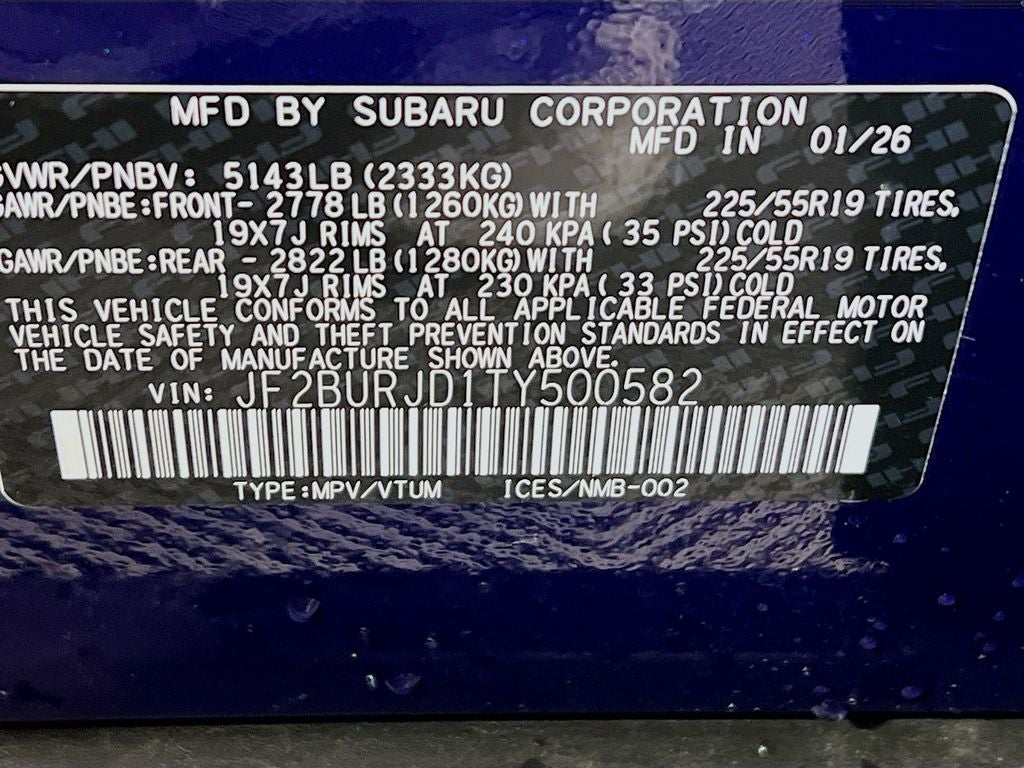 MFD BY SUBARU CORPORATION
MFD IN 01/26
GVWR/PNBV: 5143LB (2333KG)
GAWR/PNBE:FRONT- 2778 LB (1260KG) WITH 225/55R19 TIRES.
19X7J RIMS AT 240 KPA ( 35 PSI) COLD
GAWR/PNBE:REAR - 2822 LB (1280KG) WITH 225/55R19 TIRES.
19X7J RIMS AT 230 KPA ( 33 PSI) COLD
THIS VEHICLE CONFORMS TO ALL APPLICABLE FEDERAL MOTOR
VEHICLE SAFETY AND THEFT PREVENTION STANDARDS IN EFFECT ON
THE DATE OF MANUFACTURE SHOWN ABOVE.
VIN: JF2BURJD1TY500582
TYPE:MPV/VTUM ICES/NMB-002